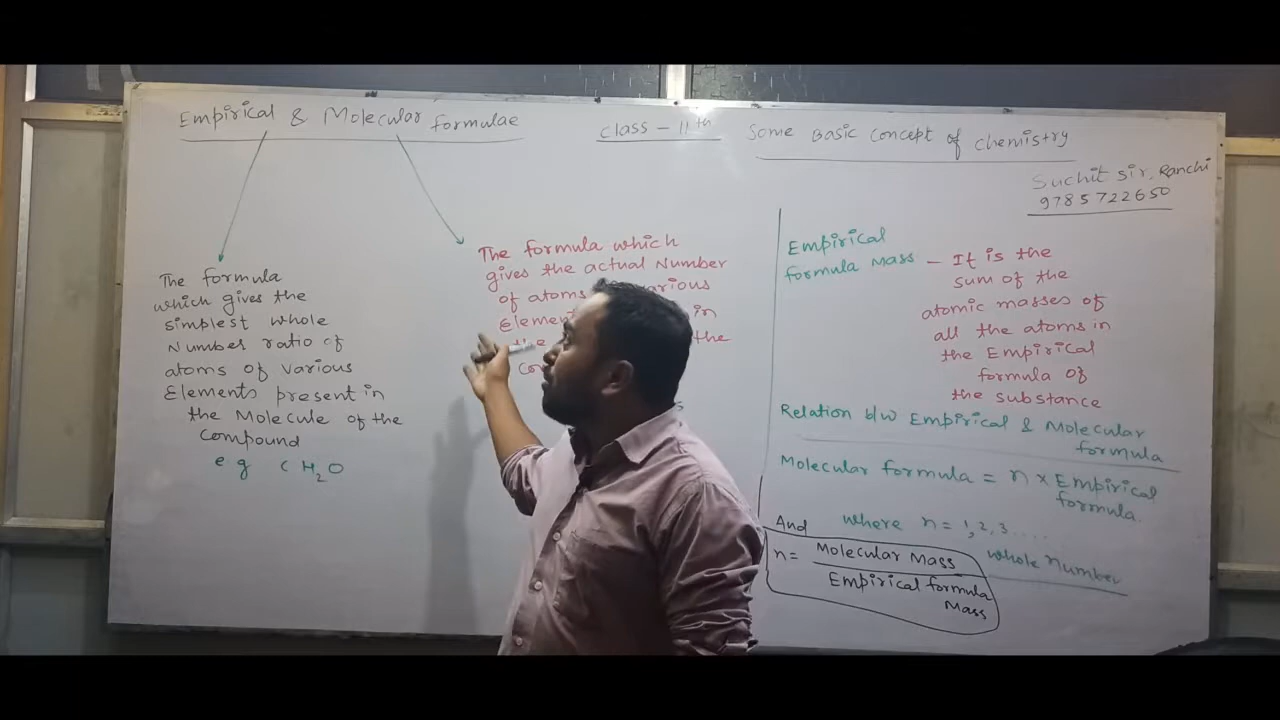 Empirical & Molecular formulae
class - 11th
Some Basic Concept of Chemistry
Suchit Sir, Ranchi
9785722650
The formula
which gives the
simplest whole
Number ratio of
atoms of various
Elements present in
the Molecule of the
compound
e.g CH2O
The formula which
gives the actual Number
of atoms
in
the
Empirical
formula Mass - It is the
sum of the
atomic masses of
all the atoms in
the Empirical
formula of
the substance
Relation b/w Empirical & Molecular
formula
Molecular formula = n x Empirical
formula.
And where n = 1, 2, 3 ....
whole Number
n = Molecular Mass
Empirical formula
Mass